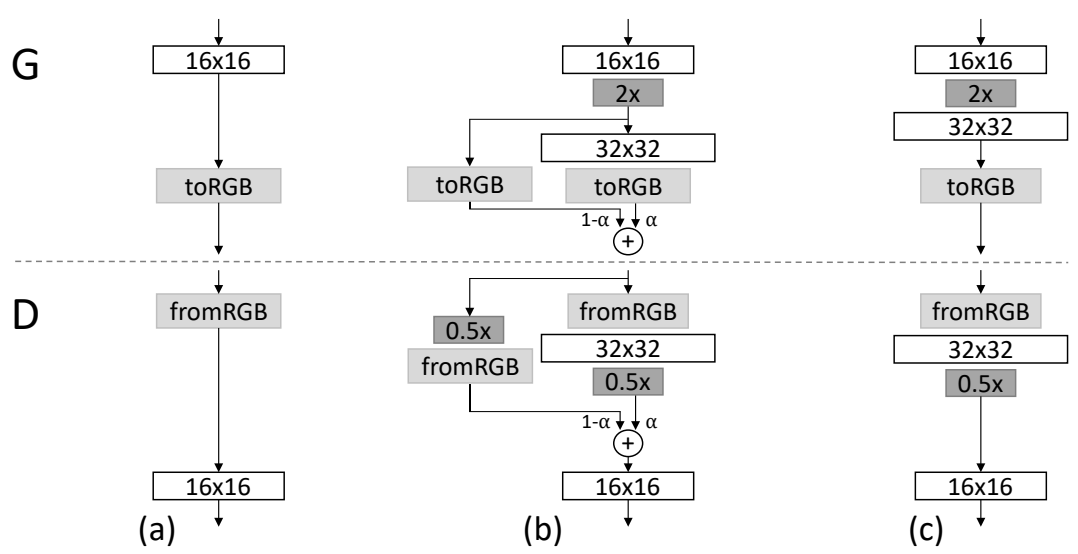 G
16x16
toRGB
16x16
2x
32x32
toRGB
toRGB
1-α
α
+
16x16
2x
32x32
toRGB
D
fromRGB
16x16
fromRGB
0.5x
32x32
fromRGB
0.5x
1-α
α
+
16x16
fromRGB
32x32
0.5x
16x16
(a)
(b)
(c)